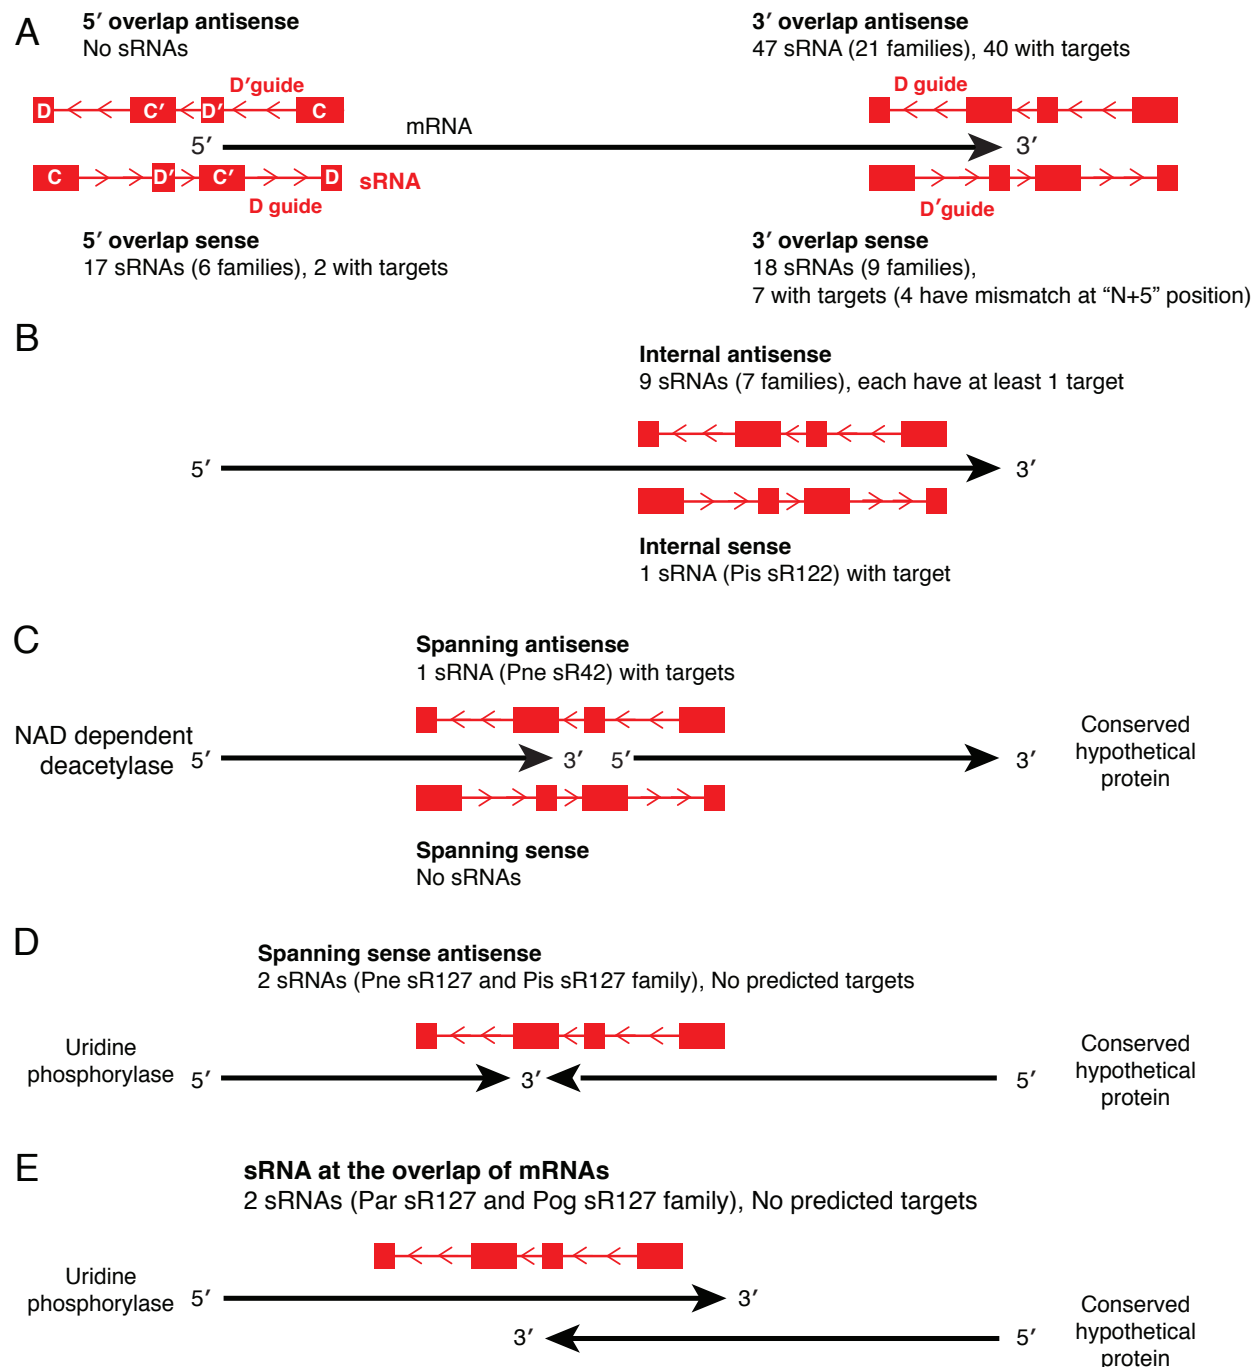 A
5′ overlap antisense
No sRNAs
3′ overlap antisense
47 sRNA (21 families), 40 with targets
D′guide
D guide
D C′ D′ C
mRNA
5′ 3′
C D′ C′ D
sRNA
D guide
D′guide
5′ overlap sense
17 sRNAs (6 families), 2 with targets
3′ overlap sense
18 sRNAs (9 families),
7 with targets (4 have mismatch at “N+5” position)
B
Internal antisense
9 sRNAs (7 families), each have at least 1 target
5′ 3′
Internal sense
1 sRNA (Pis sR122) with target
C
Spanning antisense
1 sRNA (Pne sR42) with targets
NAD dependent
deacetylase
5′ 3′ 5′ 3′
Conserved
hypothetical
protein
Spanning sense
No sRNAs
D
Spanning sense antisense
2 sRNAs (Pne sR127 and Pis sR127 family), No predicted targets
Uridine
phosphorylase
5′ 3′ 5′
Conserved
hypothetical
protein
E
sRNA at the overlap of mRNAs
2 sRNAs (Par sR127 and Pog sR127 family), No predicted targets
Uridine
phosphorylase
5′ 3′
3′ 5′
Conserved
hypothetical
protein